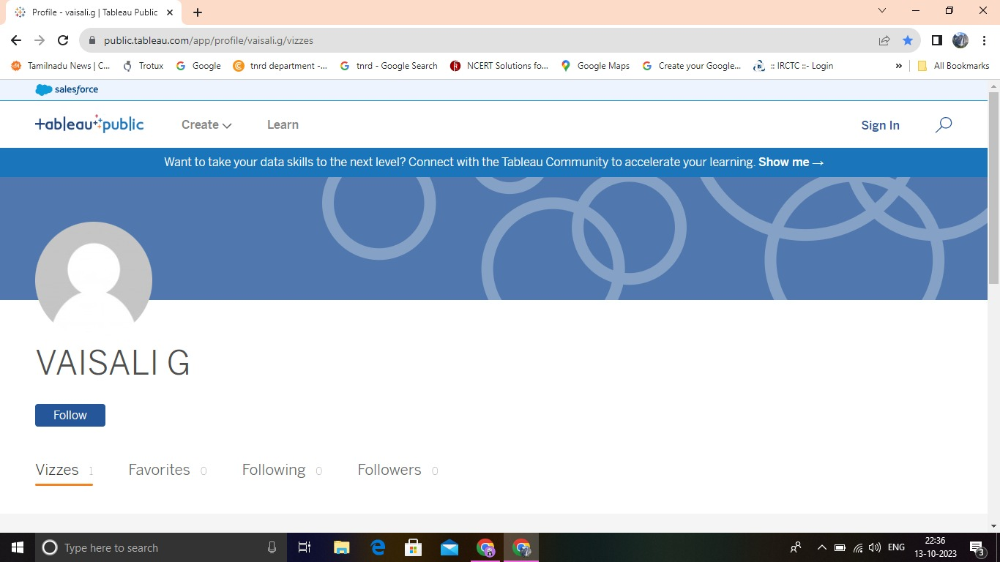 Profile - vaisali.g | Tableau Public
public.tableau.com/app/profile/vaisali.g/vizzes
Tamilnadu News | C... Trotux Google tnrd department -... tnrd - Google Search NCERT Solutions fo... Google Maps Create your Google... :: IRCTC ::- Login » All Bookmarks
salesforce
tableau public Create Learn Sign In
Want to take your data skills to the next level? Connect with the Tableau Community to accelerate your learning. Show me →
VAISALI G
Follow
Vizzes 1 Favorites 0 Following 0 Followers 0
Type here to search
ENG
22:36
13-10-2023
3